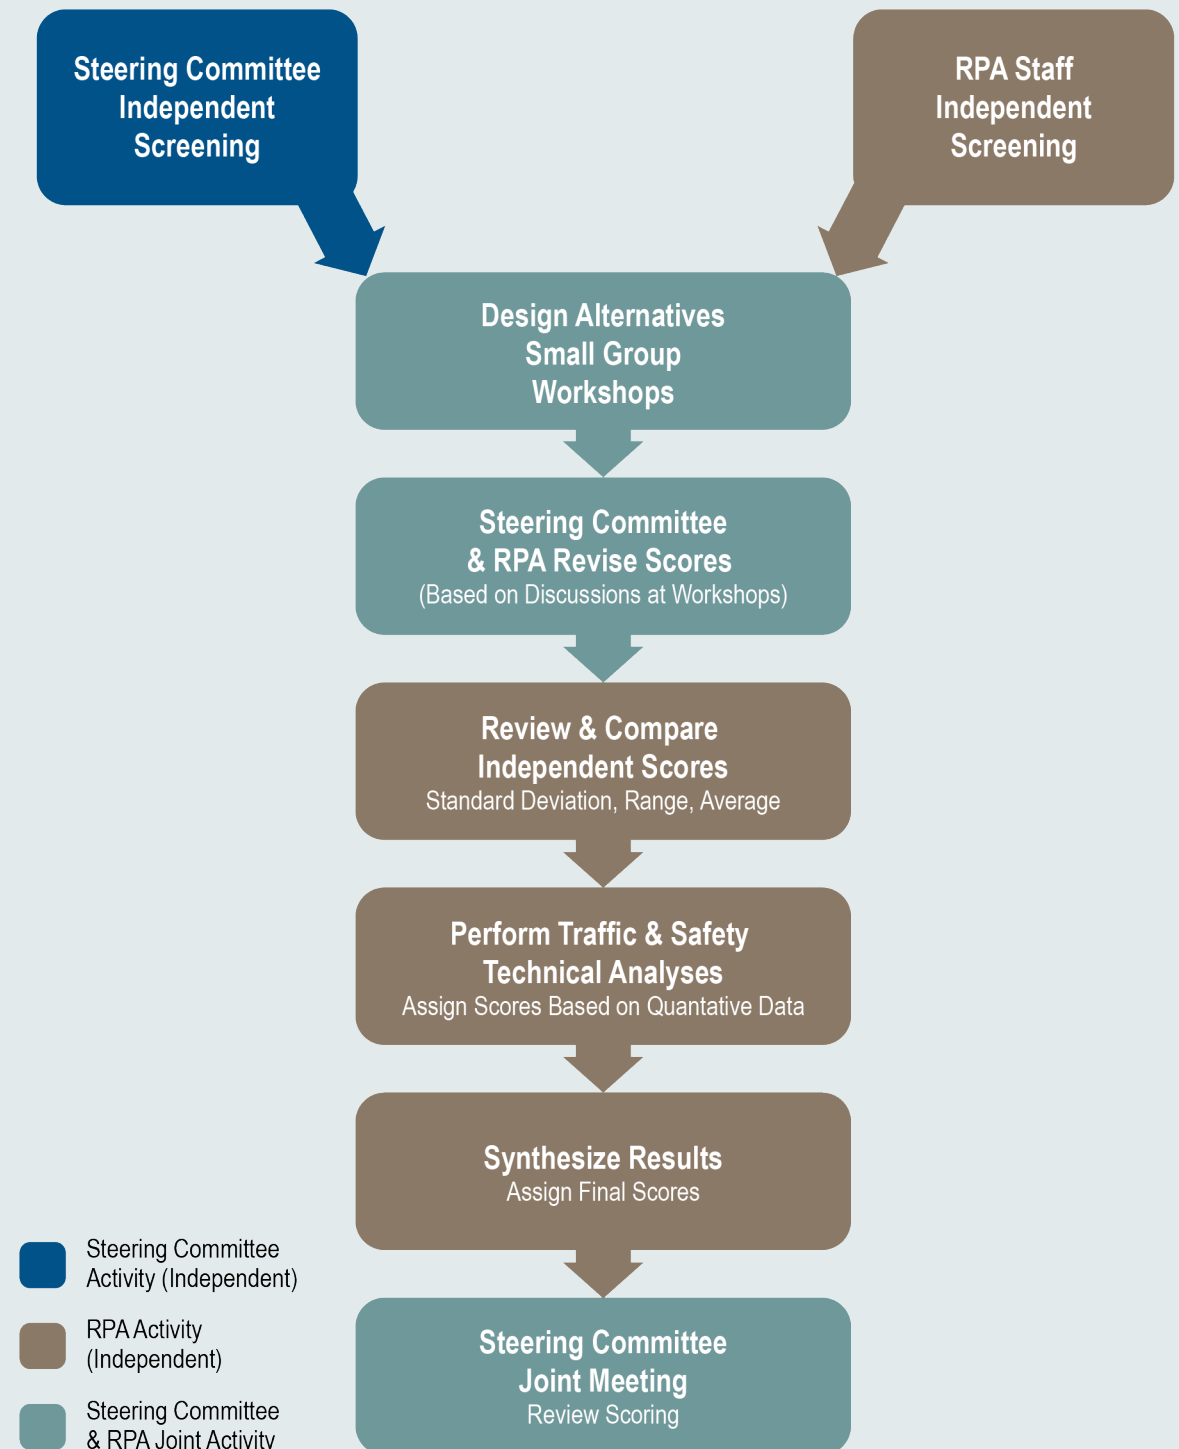 Steering Committee
Independent
Screening
RPA Staff
Independent
Screening
Design Alternatives
Small Group
Workshops
Steering Committee
& RPA Revise Scores
(Based on Discussions at Workshops)
Review & Compare
Independent Scores
Standard Deviation, Range, Average
Perform Traffic & Safety
Technical Analyses
Assign Scores Based on Quantative Data
Synthesize Results
Assign Final Scores
Steering Committee
Joint Meeting
Review Scoring
Steering Committee
Activity (Independent)
RPA Activity
(Independent)
Steering Committee
& RPA Joint Activity